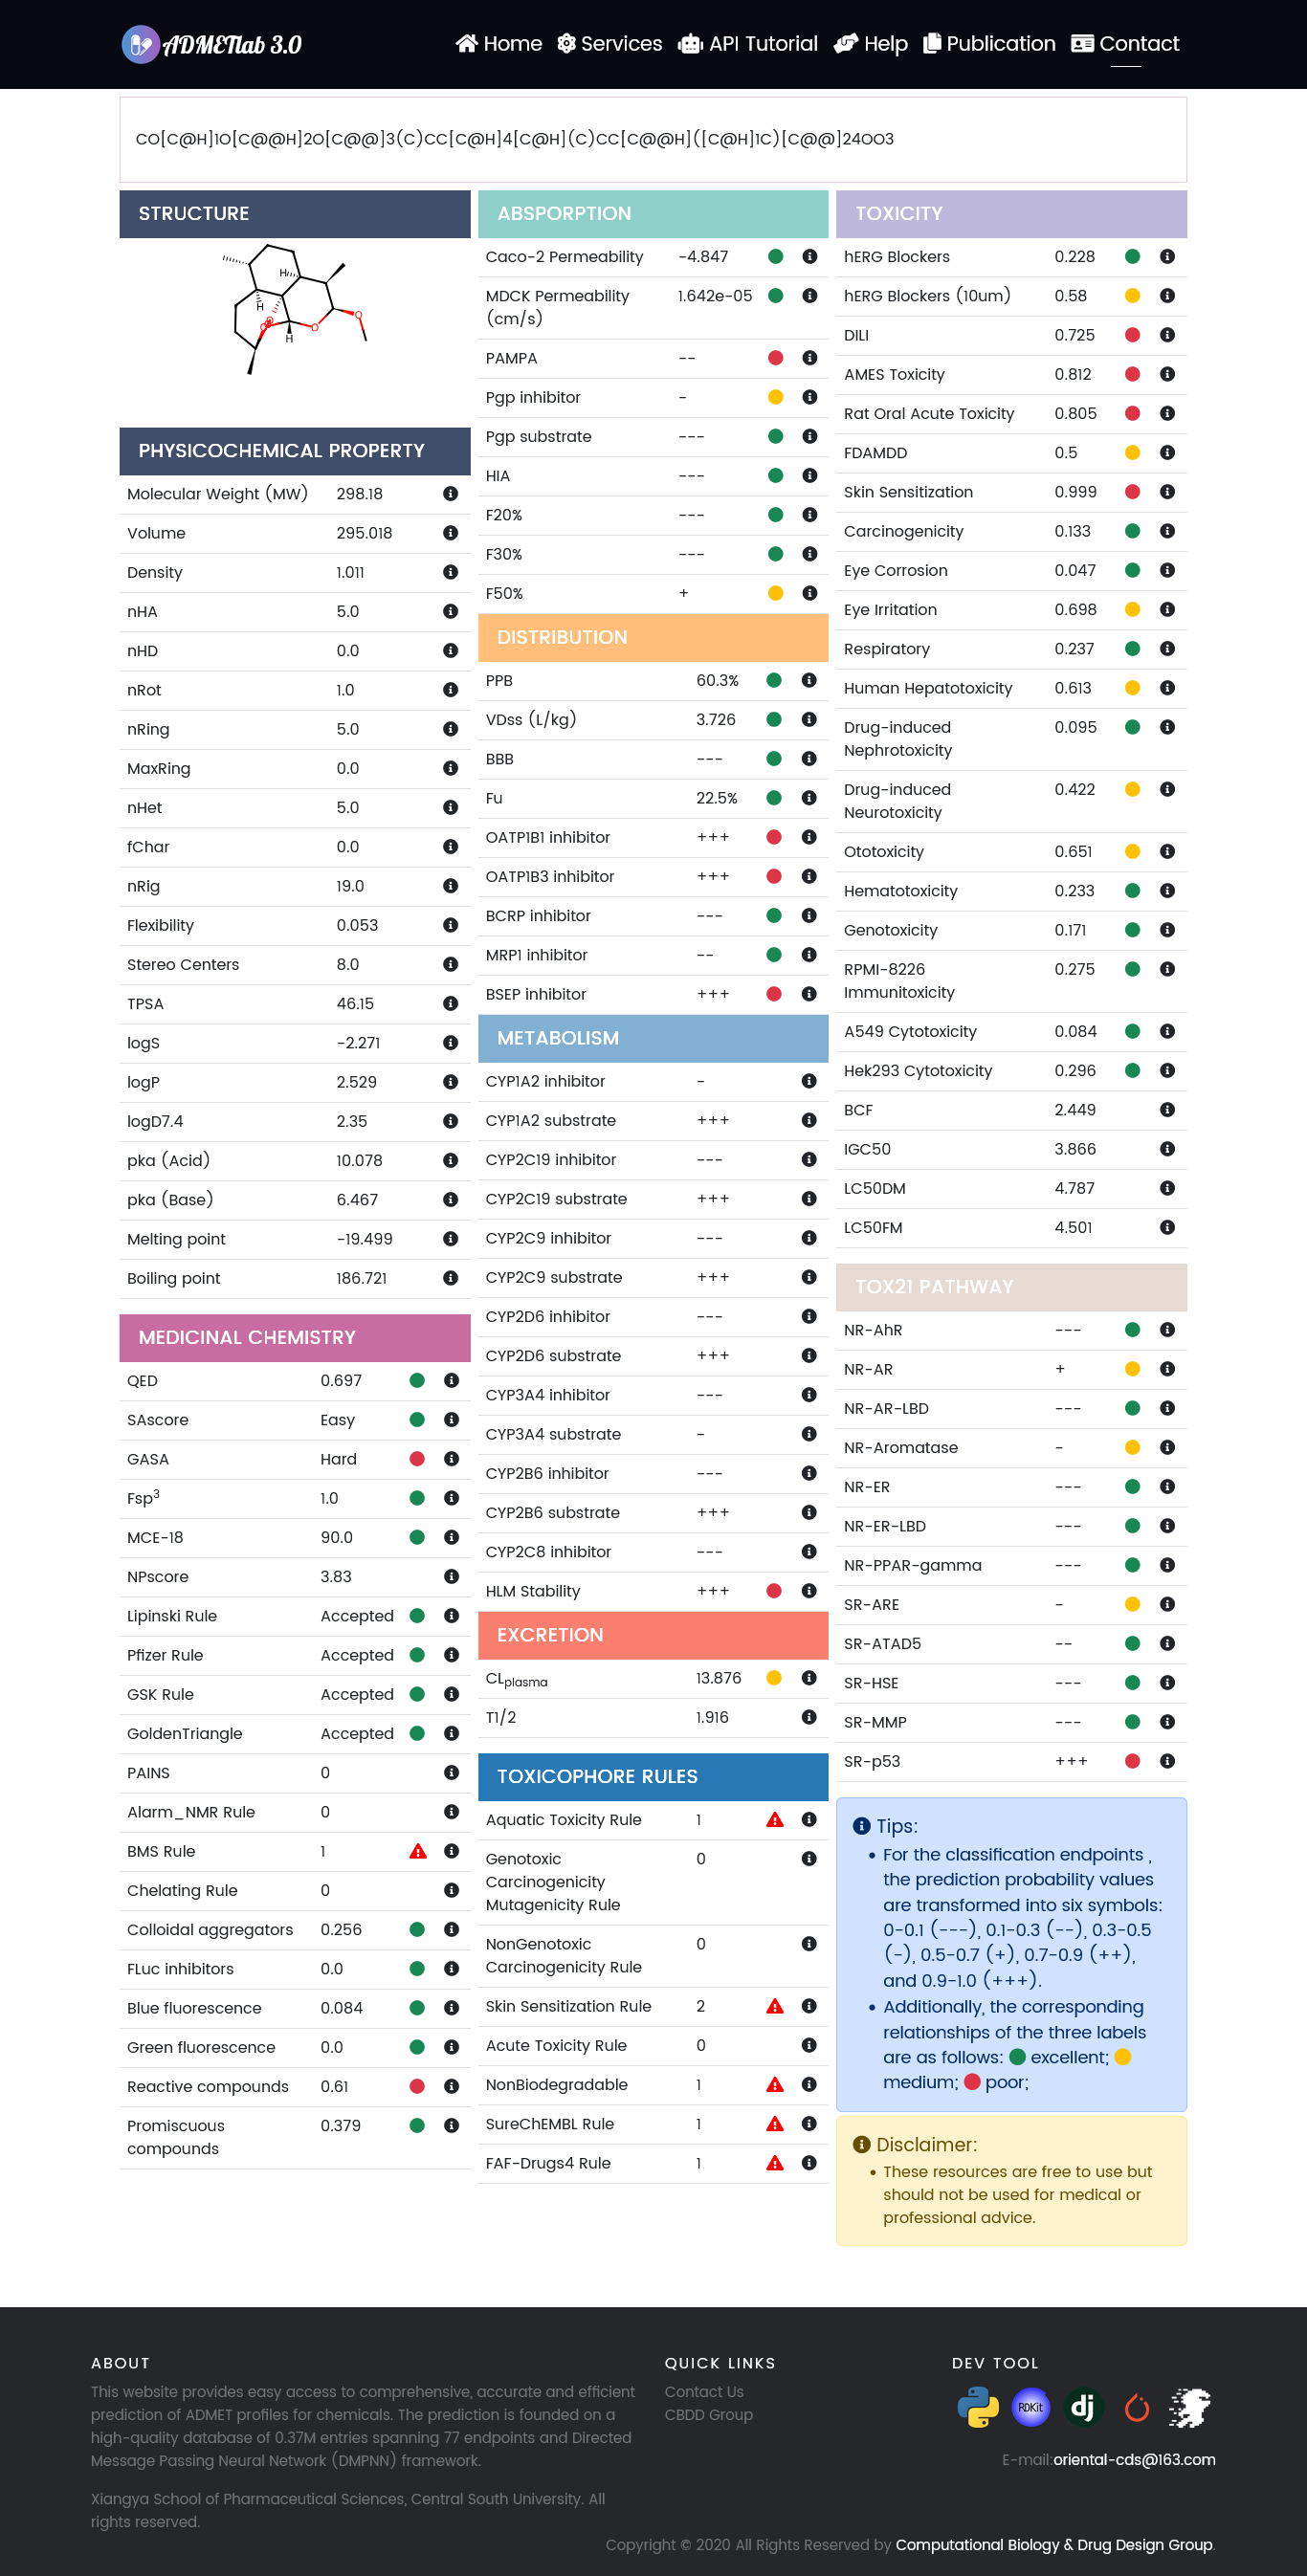 ADMETlab 3.0
Home Services API Tutorial Help Publication Contact
CO[C@H]1O[C@@H]2O[C@@]3(C)CC[C@H]4[C@H](C)CC[C@@H]([C@H]1C)[C@@]24OO3
STRUCTURE
H
H
H
O
O
O
O
O
PHYSICOCHEMICAL PROPERTY
Molecular Weight (MW) 298.18
Volume 295.018
Density 1.011
nHA 5.0
nHD 0.0
nRot 1.0
nRing 5.0
MaxRing 0.0
nHet 5.0
fChar 0.0
nRig 19.0
Flexibility 0.053
Stereo Centers 8.0
TPSA 46.15
logS -2.271
logP 2.529
logD7.4 2.35
pka (Acid) 10.078
pka (Base) 6.467
Melting point -19.499
Boiling point 186.721
MEDICINAL CHEMISTRY
QED 0.697
SAscore Easy
GASA Hard
Fsp3 1.0
MCE-18 90.0
NPscore 3.83
Lipinski Rule Accepted
Pfizer Rule Accepted
GSK Rule Accepted
GoldenTriangle Accepted
PAINS 0
Alarm_NMR Rule 0
BMS Rule 1
Chelating Rule 0
Colloidal aggregators 0.256
FLuc inhibitors 0.0
Blue fluorescence 0.084
Green fluorescence 0.0
Reactive compounds 0.61
Promiscuous 0.379
compounds
ABSPORPTION
Caco-2 Permeability -4.847
MDCK Permeability 1.642e-05
(cm/s)
PAMPA --
Pgp inhibitor -
Pgp substrate ---
HIA ---
F20% ---
F30% ---
F50% +
DISTRIBUTION
PPB 60.3%
VDss (L/kg) 3.726
BBB ---
Fu 22.5%
OATP1B1 inhibitor +++
OATP1B3 inhibitor +++
BCRP inhibitor ---
MRP1 inhibitor --
BSEP inhibitor +++
METABOLISM
CYP1A2 inhibitor -
CYP1A2 substrate +++
CYP2C19 inhibitor ---
CYP2C19 substrate +++
CYP2C9 inhibitor ---
CYP2C9 substrate +++
CYP2D6 inhibitor ---
CYP2D6 substrate +++
CYP3A4 inhibitor ---
CYP3A4 substrate -
CYP2B6 inhibitor ---
CYP2B6 substrate +++
CYP2C8 inhibitor ---
HLM Stability +++
EXCRETION
CLplasma 13.876
T1/2 1.916
TOXICOPHORE RULES
Aquatic Toxicity Rule 1
Genotoxic 0
Carcinogenicity
Mutagenicity Rule
NonGenotoxic 0
Carcinogenicity Rule
Skin Sensitization Rule 2
Acute Toxicity Rule 0
NonBiodegradable 1
SureChEMBL Rule 1
FAF-Drugs4 Rule 1
TOXICITY
hERG Blockers 0.228
hERG Blockers (10um) 0.58
DILI 0.725
AMES Toxicity 0.812
Rat Oral Acute Toxicity 0.805
FDAMDD 0.5
Skin Sensitization 0.999
Carcinogenicity 0.133
Eye Corrosion 0.047
Eye Irritation 0.698
Respiratory 0.237
Human Hepatotoxicity 0.613
Drug-induced 0.095
Nephrotoxicity
Drug-induced 0.422
Neurotoxicity
Ototoxicity 0.651
Hematotoxicity 0.233
Genotoxicity 0.171
RPMI-8226 0.275
Immunitoxicity
A549 Cytotoxicity 0.084
Hek293 Cytotoxicity 0.296
BCF 2.449
IGC50 3.866
LC50DM 4.787
LC50FM 4.501
TOX21 PATHWAY
NR-AhR ---
NR-AR +
NR-AR-LBD ---
NR-Aromatase -
NR-ER ---
NR-ER-LBD ---
NR-PPAR-gamma ---
SR-ARE -
SR-ATAD5 --
SR-HSE ---
SR-MMP ---
SR-p53 +++
Tips:
• For the classification endpoints ,
the prediction probability values
are transformed into six symbols:
0-0.1 (---), 0.1-0.3 (--), 0.3-0.5
(-), 0.5-0.7 (+), 0.7-0.9 (++),
and 0.9-1.0 (+++).
• Additionally, the corresponding
relationships of the three labels
are as follows: excellent;
medium; poor;
Disclaimer:
• These resources are free to use but
should not be used for medical or
professional advice.
ABOUT
This website provides easy access to comprehensive, accurate and efficient
prediction of ADMET profiles for chemicals. The prediction is founded on a
high-quality database of 0.37M entries spanning 77 endpoints and Directed
Message Passing Neural Network (DMPNN) framework.
Xiangya School of Pharmaceutical Sciences, Central South University. All
rights reserved.
QUICK LINKS
Contact Us
CBDD Group
DEV TOOL
RDKit
dj
E-mail:oriental-cds@163.com
Copyright © 2020 All Rights Reserved by Computational Biology & Drug Design Group.